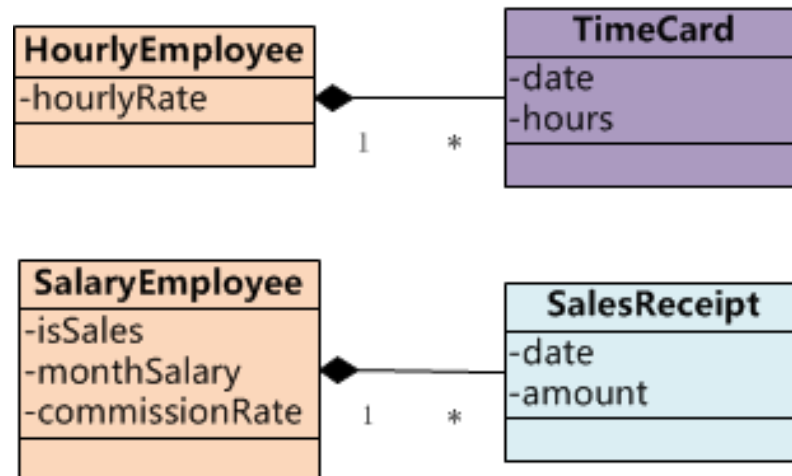 HourlyEmployee
-hourlyRate
1
*
TimeCard
-date
-hours
SalaryEmployee
-isSales
-monthSalary
-commissionRate
1
*
SalesReceipt
-date
-amount